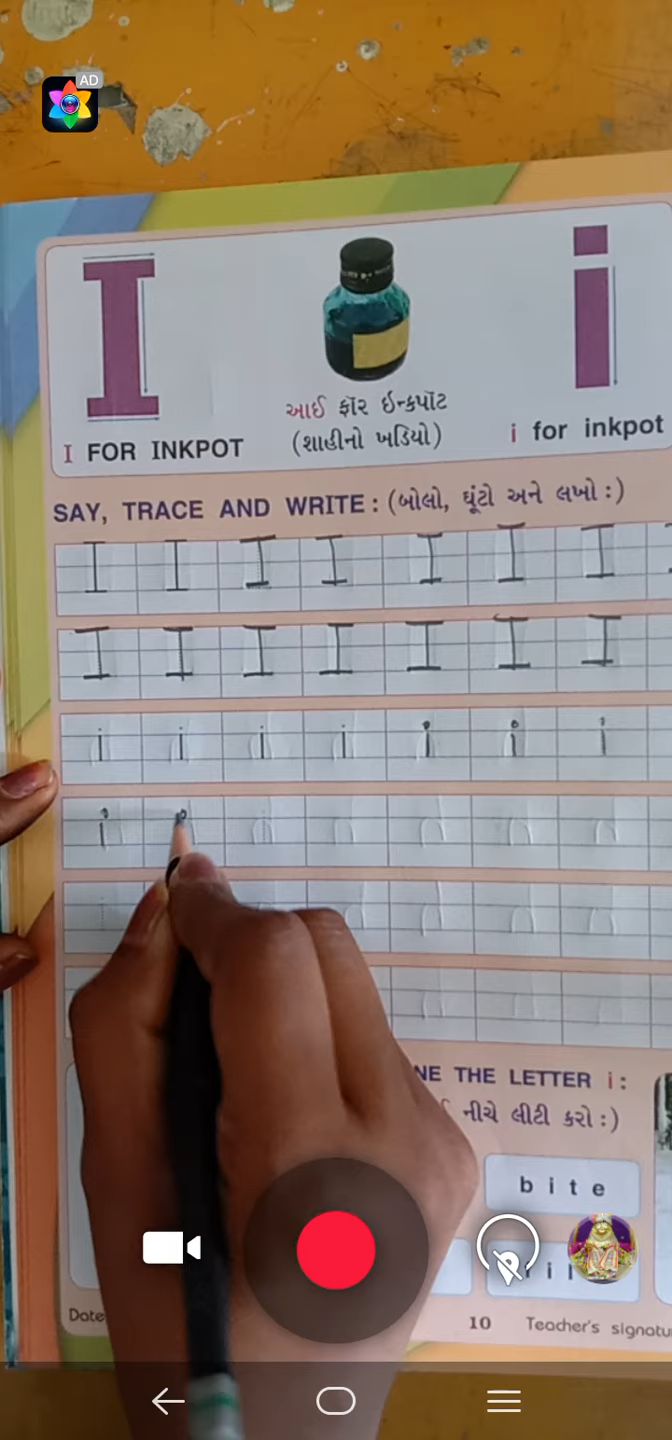 AD
I i
આઈ ફૉર ઇન્કપૉટ
I FOR INKPOT (શાહીનો ખડિયો) i for inkpot
SAY, TRACE AND WRITE : (બોલો, ઘૂંટો અને લખો :)
I I I I I I I
I I I I I I I
i i i i i i i
i i
NE THE LETTER i :
નીચે લીટી કરો :)
b i t e
Date
10 Teacher's signatu